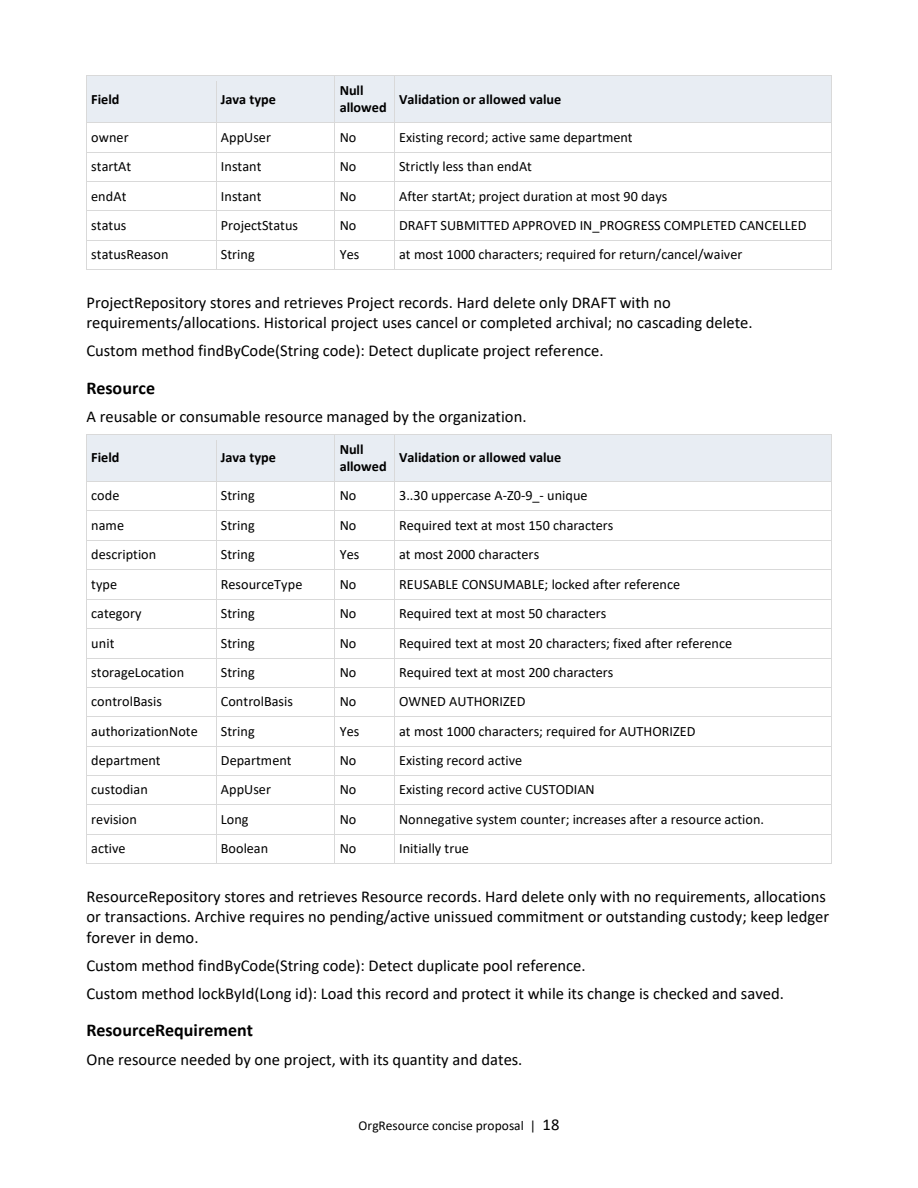 Field Java type Null allowed Validation or allowed value
owner AppUser No Existing record; active same department
startAt Instant No Strictly less than endAt
endAt Instant No After startAt; project duration at most 90 days
status ProjectStatus No DRAFT SUBMITTED APPROVED IN_PROGRESS COMPLETED CANCELLED
statusReason String Yes at most 1000 characters; required for return/cancel/waiver
ProjectRepository stores and retrieves Project records. Hard delete only DRAFT with no
requirements/allocations. Historical project uses cancel or completed archival; no cascading delete.
Custom method findByCode(String code): Detect duplicate project reference.
Resource
A reusable or consumable resource managed by the organization.
Field Java type Null allowed Validation or allowed value
code String No 3..30 uppercase A-Z0-9_- unique
name String No Required text at most 150 characters
description String Yes at most 2000 characters
type ResourceType No REUSABLE CONSUMABLE; locked after reference
category String No Required text at most 50 characters
unit String No Required text at most 20 characters; fixed after reference
storageLocation String No Required text at most 200 characters
controlBasis ControlBasis No OWNED AUTHORIZED
authorizationNote String Yes at most 1000 characters; required for AUTHORIZED
department Department No Existing record active
custodian AppUser No Existing record active CUSTODIAN
revision Long No Nonnegative system counter; increases after a resource action.
active Boolean No Initially true
ResourceRepository stores and retrieves Resource records. Hard delete only with no requirements, allocations
or transactions. Archive requires no pending/active unissued commitment or outstanding custody; keep ledger
forever in demo.
Custom method findByCode(String code): Detect duplicate pool reference.
Custom method lockById(Long id): Load this record and protect it while its change is checked and saved.
ResourceRequirement
One resource needed by one project, with its quantity and dates.
OrgResource concise proposal | 18